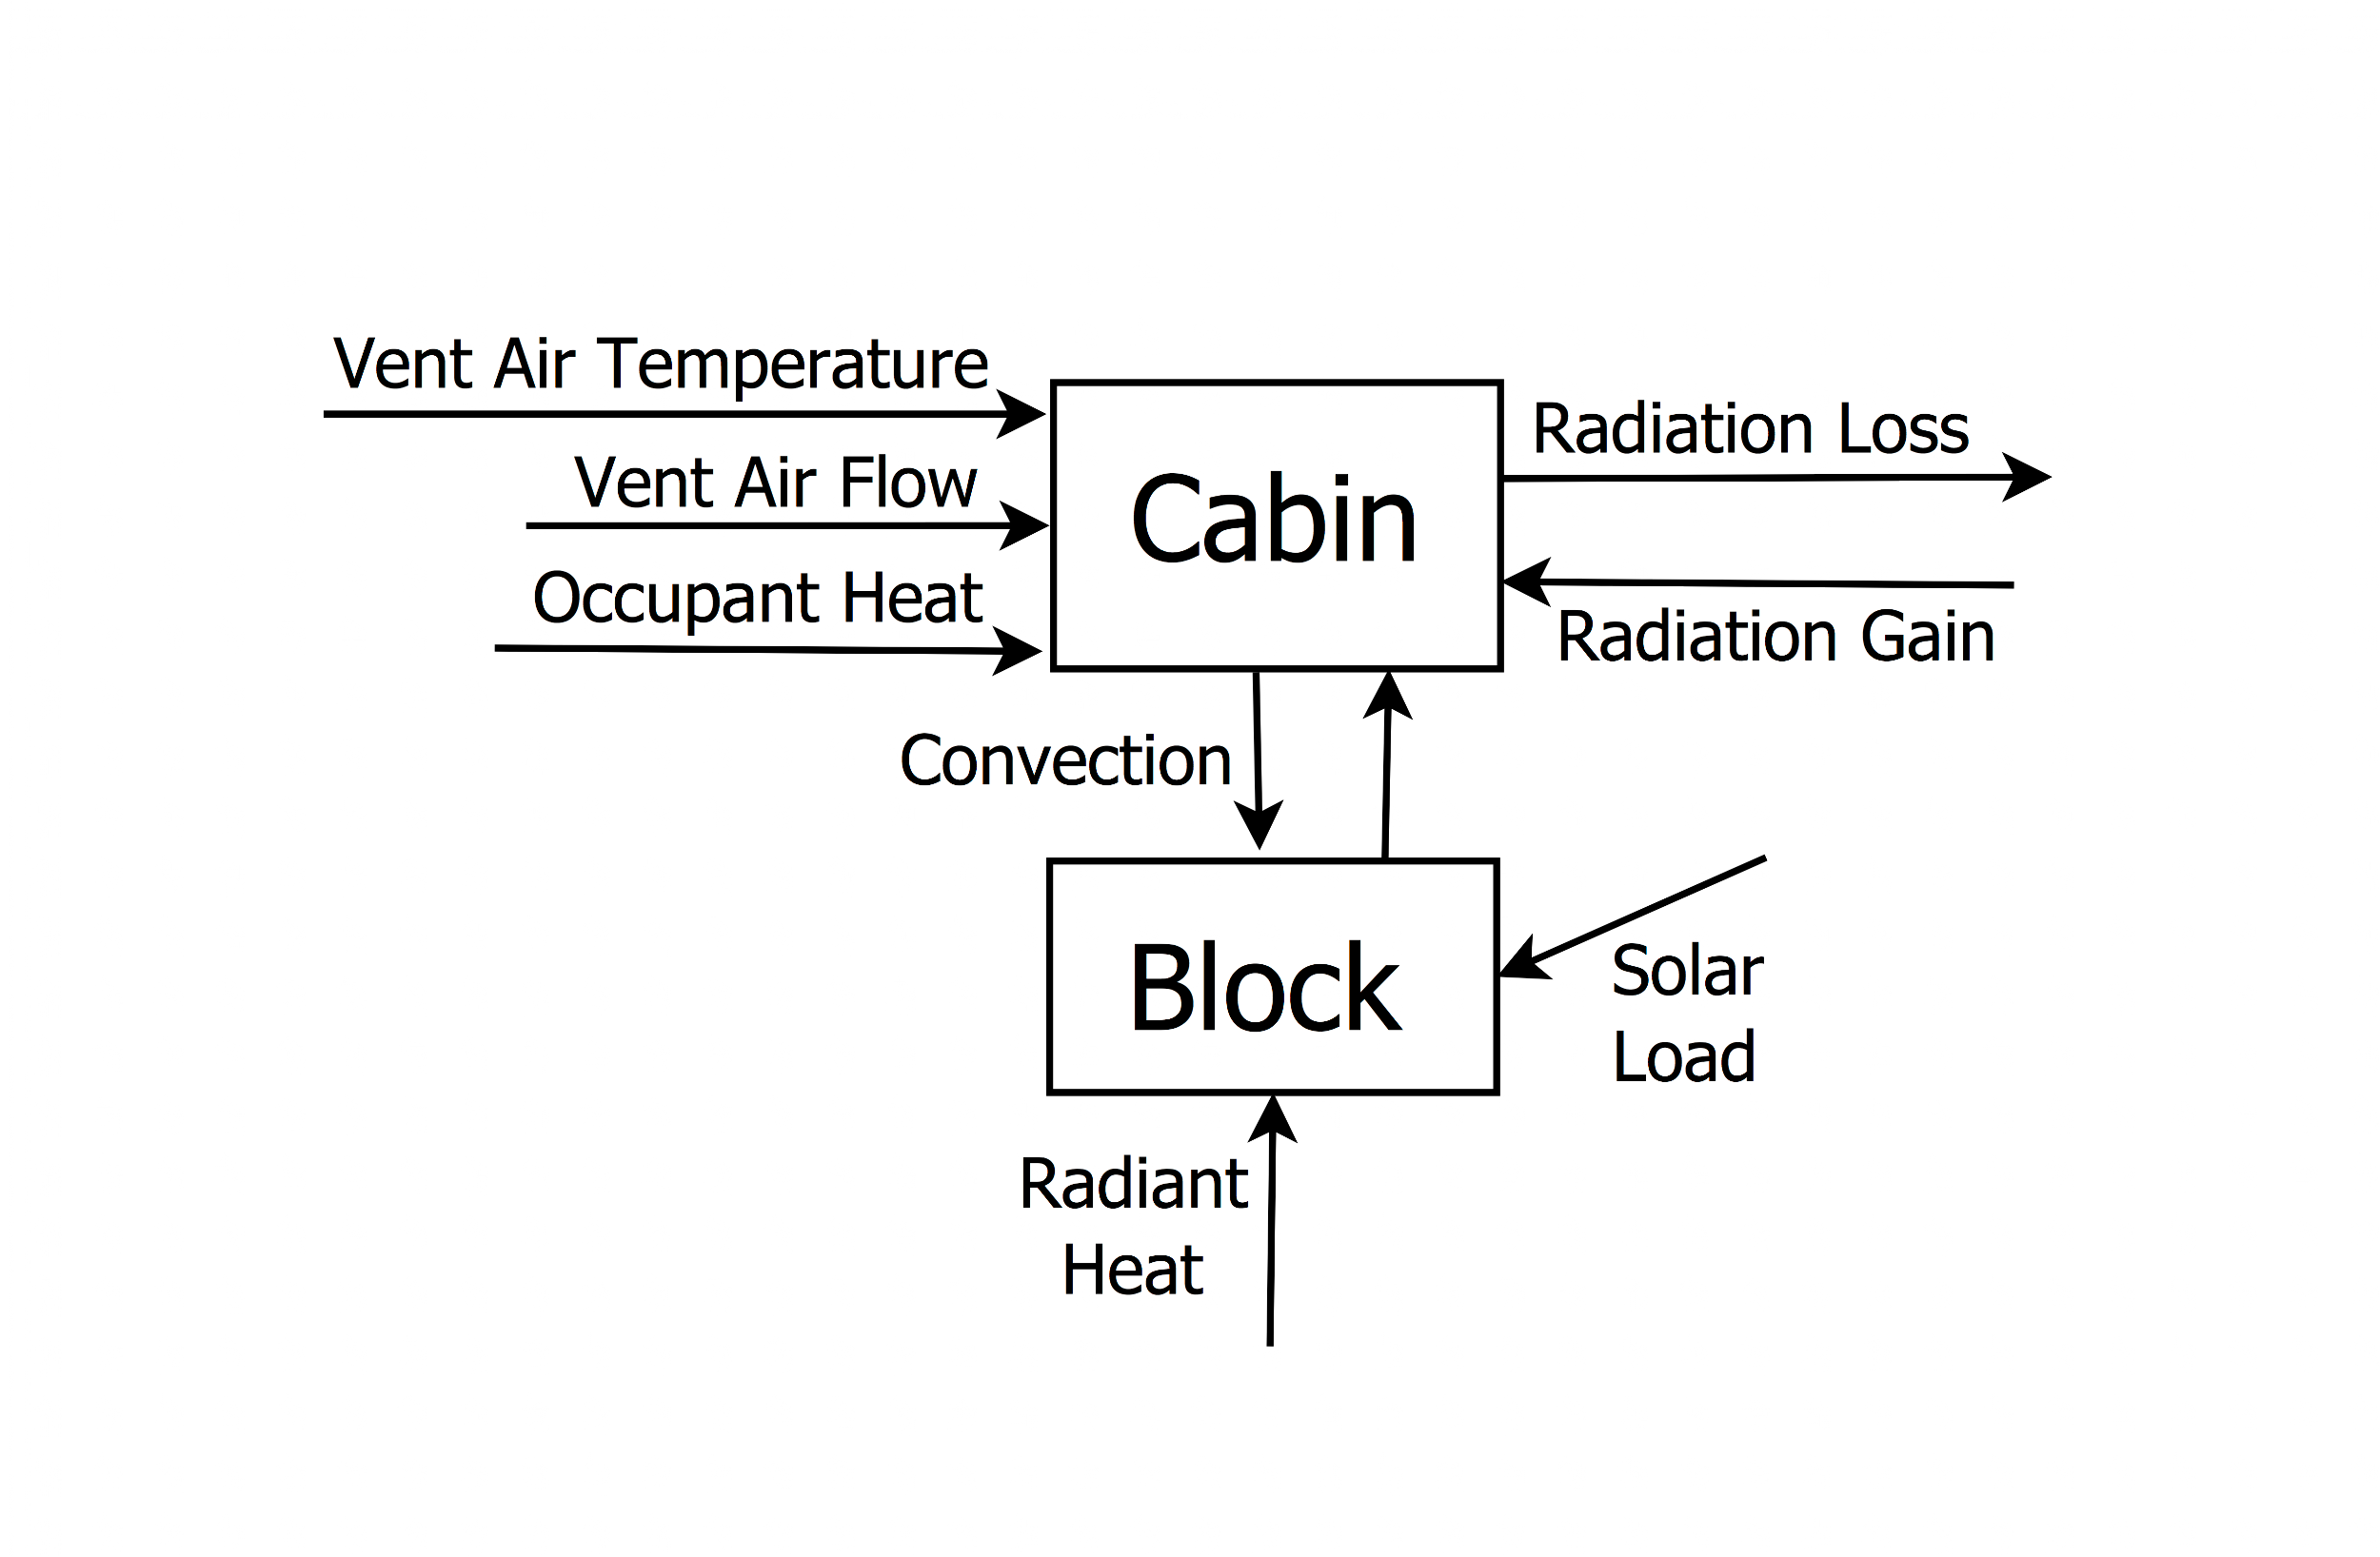 Vent Air Temperature
Vent Air Flow
Occupant Heat
Cabin
Radiation Loss
Radiation Gain
Convection
Block
Solar
Load
Radiant
Heat